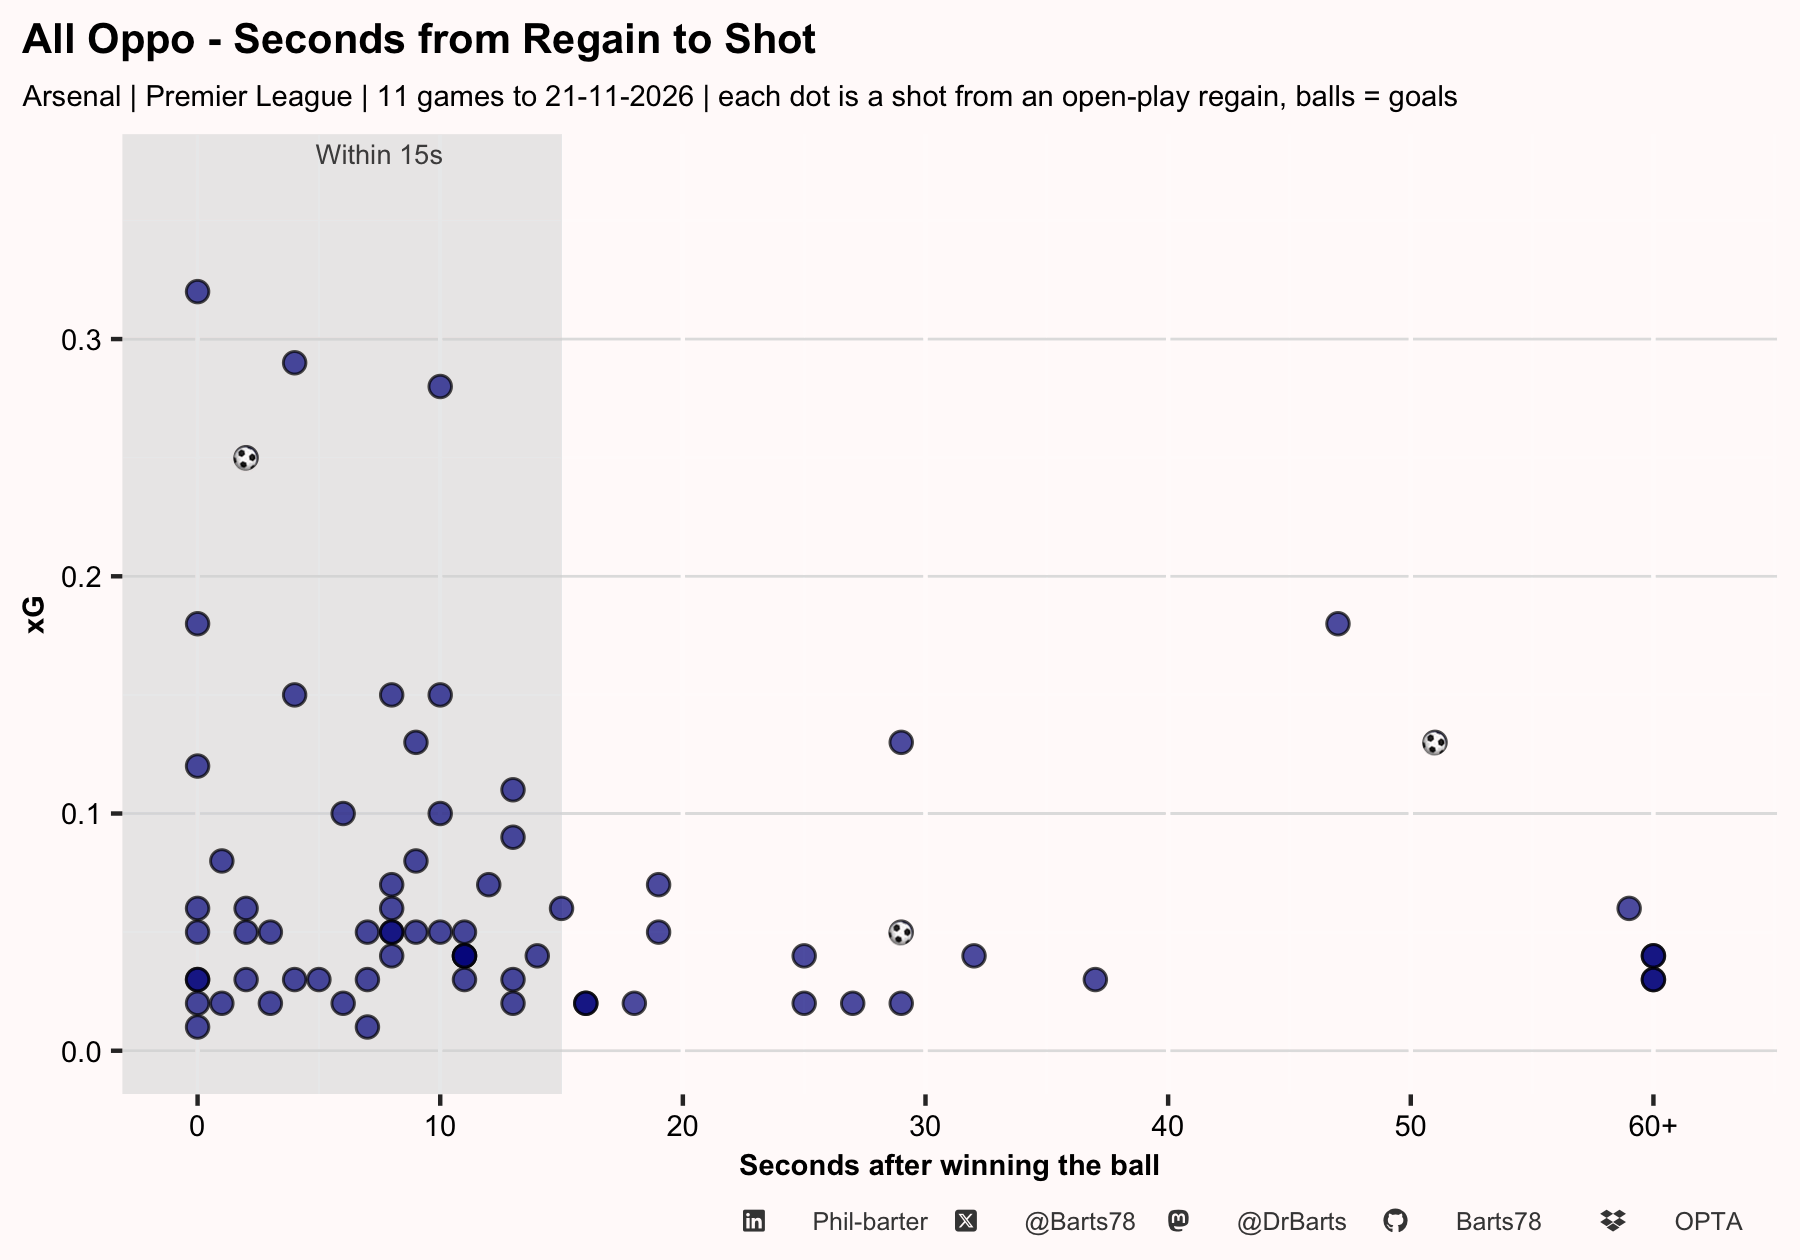 All Oppo - Seconds from Regain to Shot
Arsenal | Premier League | 11 games to 21-11-2026 | each dot is a shot from an open-play regain, balls = goals
Within 15s
0.3
0.2
0.1
0.0
xG
0 10 20 30 40 50 60+
Seconds after winning the ball
Phil-barter @Barts78 @DrBarts Barts78 OPTA